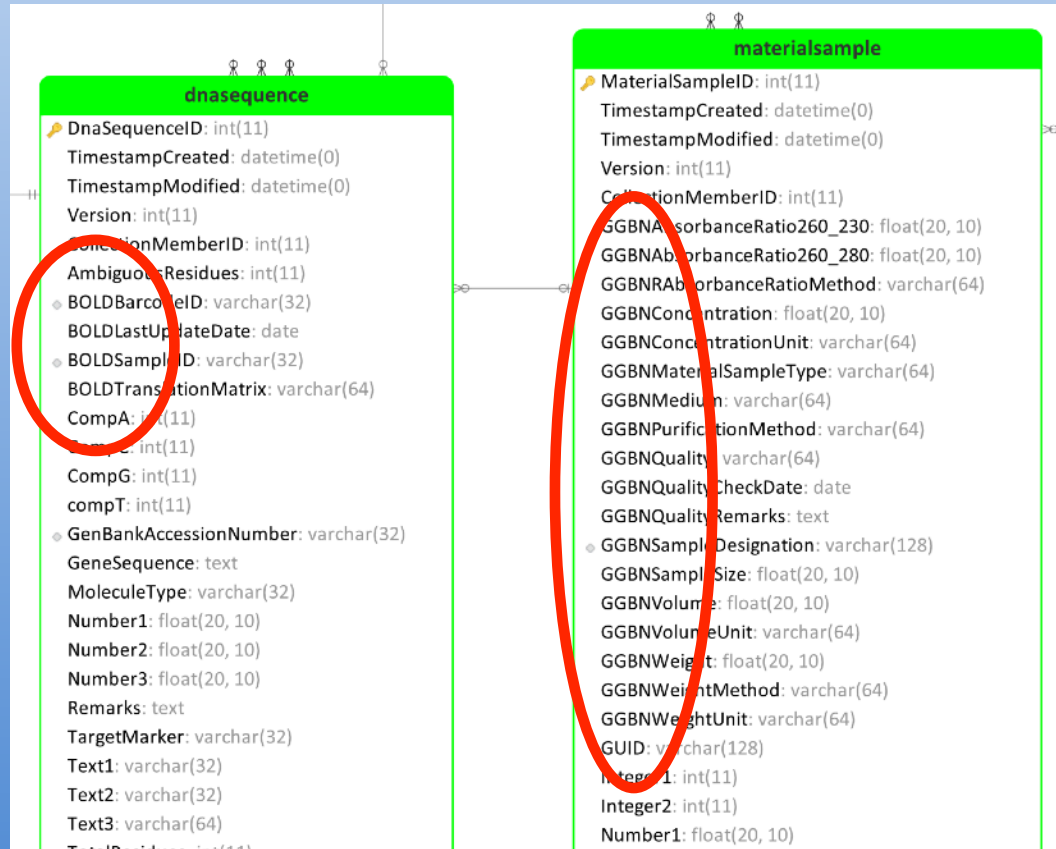 dnasequence
DnaSequenceID: int(11)
TimestampCreated: datetime(0)
TimestampModified: datetime(0)
Version: int(11)
CollectionMemberID: int(11)
AmbiguousResidues: int(11)
BOLDBarcodeID: varchar(32)
BOLDLastUpdateDate: date
BOLDSampleID: varchar(32)
BOLDTranslationMatrix: varchar(64)
CompA: int(11)
CompC: int(11)
CompG: int(11)
compT: int(11)
GenBankAccessionNumber: varchar(32)
GeneSequence: text
MoleculeType: varchar(32)
Number1: float(20, 10)
Number2: float(20, 10)
Number3: float(20, 10)
Remarks: text
TargetMarker: varchar(32)
Text1: varchar(32)
Text2: varchar(32)
Text3: varchar(64)
TotalResidues: int(11)
materialsample
MaterialSampleID: int(11)
TimestampCreated: datetime(0)
TimestampModified: datetime(0)
Version: int(11)
CollectionMemberID: int(11)
GGBNAbsorbanceRatio260_230: float(20, 10)
GGBNAbsorbanceRatio260_280: float(20, 10)
GGBNRAbsorbanceRatioMethod: varchar(64)
GGBNConcentration: float(20, 10)
GGBNConcentrationUnit: varchar(64)
GGBNMaterialSampleType: varchar(64)
GGBNMedium: varchar(64)
GGBNPurificationMethod: varchar(64)
GGBNQuality: varchar(64)
GGBNQualityCheckDate: date
GGBNQualityRemarks: text
GGBNSampleDesignation: varchar(128)
GGBNSampleSize: float(20, 10)
GGBNVolume: float(20, 10)
GGBNVolumeUnit: varchar(64)
GGBNWeight: float(20, 10)
GGBNWeightMethod: varchar(64)
GGBNWeightUnit: varchar(64)
GUID: varchar(128)
Integer1: int(11)
Integer2: int(11)
Number1: float(20, 10)